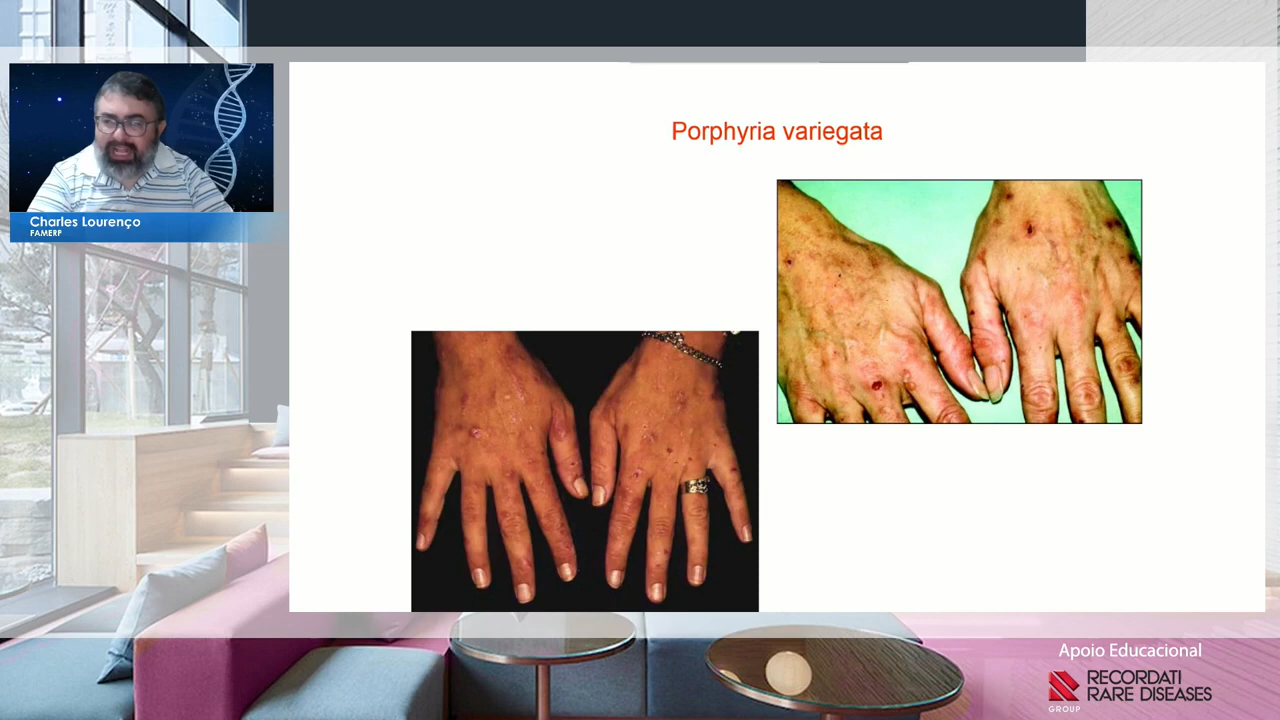 Porphyria variegata
Charles Lourenço
FAMERP
Apoio Educacional
RECORDATI
RARE DISEASES
GROUP